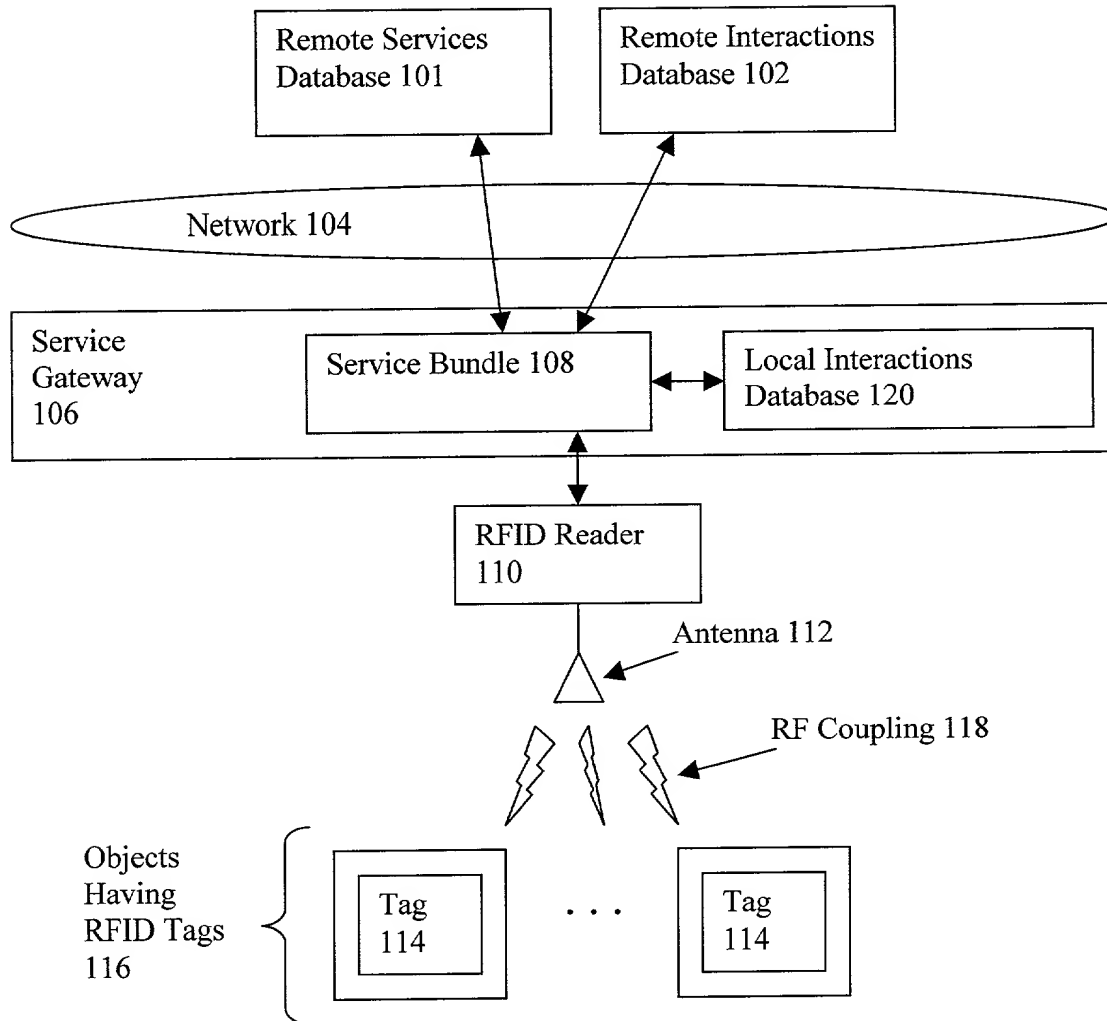 Remote Services
Database 101
Remote Interactions
Database 102
Network 104
Service
Gateway
106
Service Bundle 108
Local Interactions
Database 120
RFID Reader
110
Antenna 112
RF Coupling 118
Objects
Having
RFID Tags
116
Tag
114
. . .
Tag
114